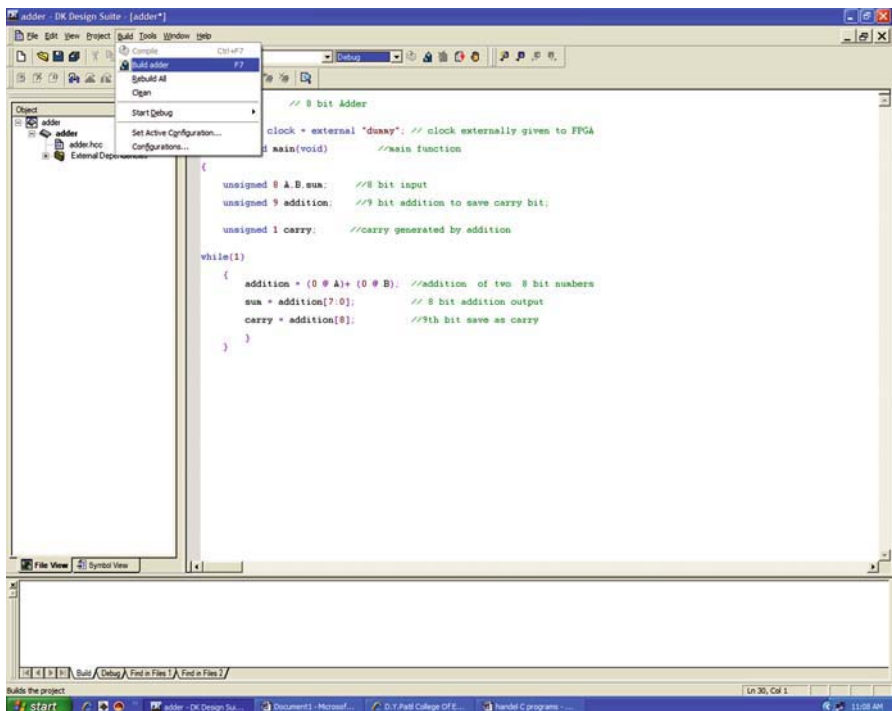 adder - DK Design Suite - [adder*]
File Edit View Project Build Tools Window Help
Compile Ctrl+F7
Build adder F7
Rebuild All
Clean
Start Debug
Set Active Configuration...
Configurations...
Debug
Object
adder
adder
adder.hcc
External Dependencies
// 8 bit Adder
clock = external "dummy"; // clock externally given to FPGA
d main(void) //main function
{
unsigned 8 A,B,sum; //8 bit input
unsigned 9 addition; //9 bit addition to save carry bit;
unsigned 1 carry; //carry generated by addition
while(1)
{
addition = (0 @ A)+ (0 @ B); //addition of two 8 bit numbers
sum = addition[7:0]; // 8 bit addition output
carry = addition[8]; //9th bit save as carry
}
}
File View Symbol View
Build Debug Find in Files 1 Find in Files 2
Builds the project
Ln 30, Col 1
start
adder - DK Design Su...
Document1 - Microsof...
D.Y.Patil College Of E...
handel C programs - ...
11:08 AM